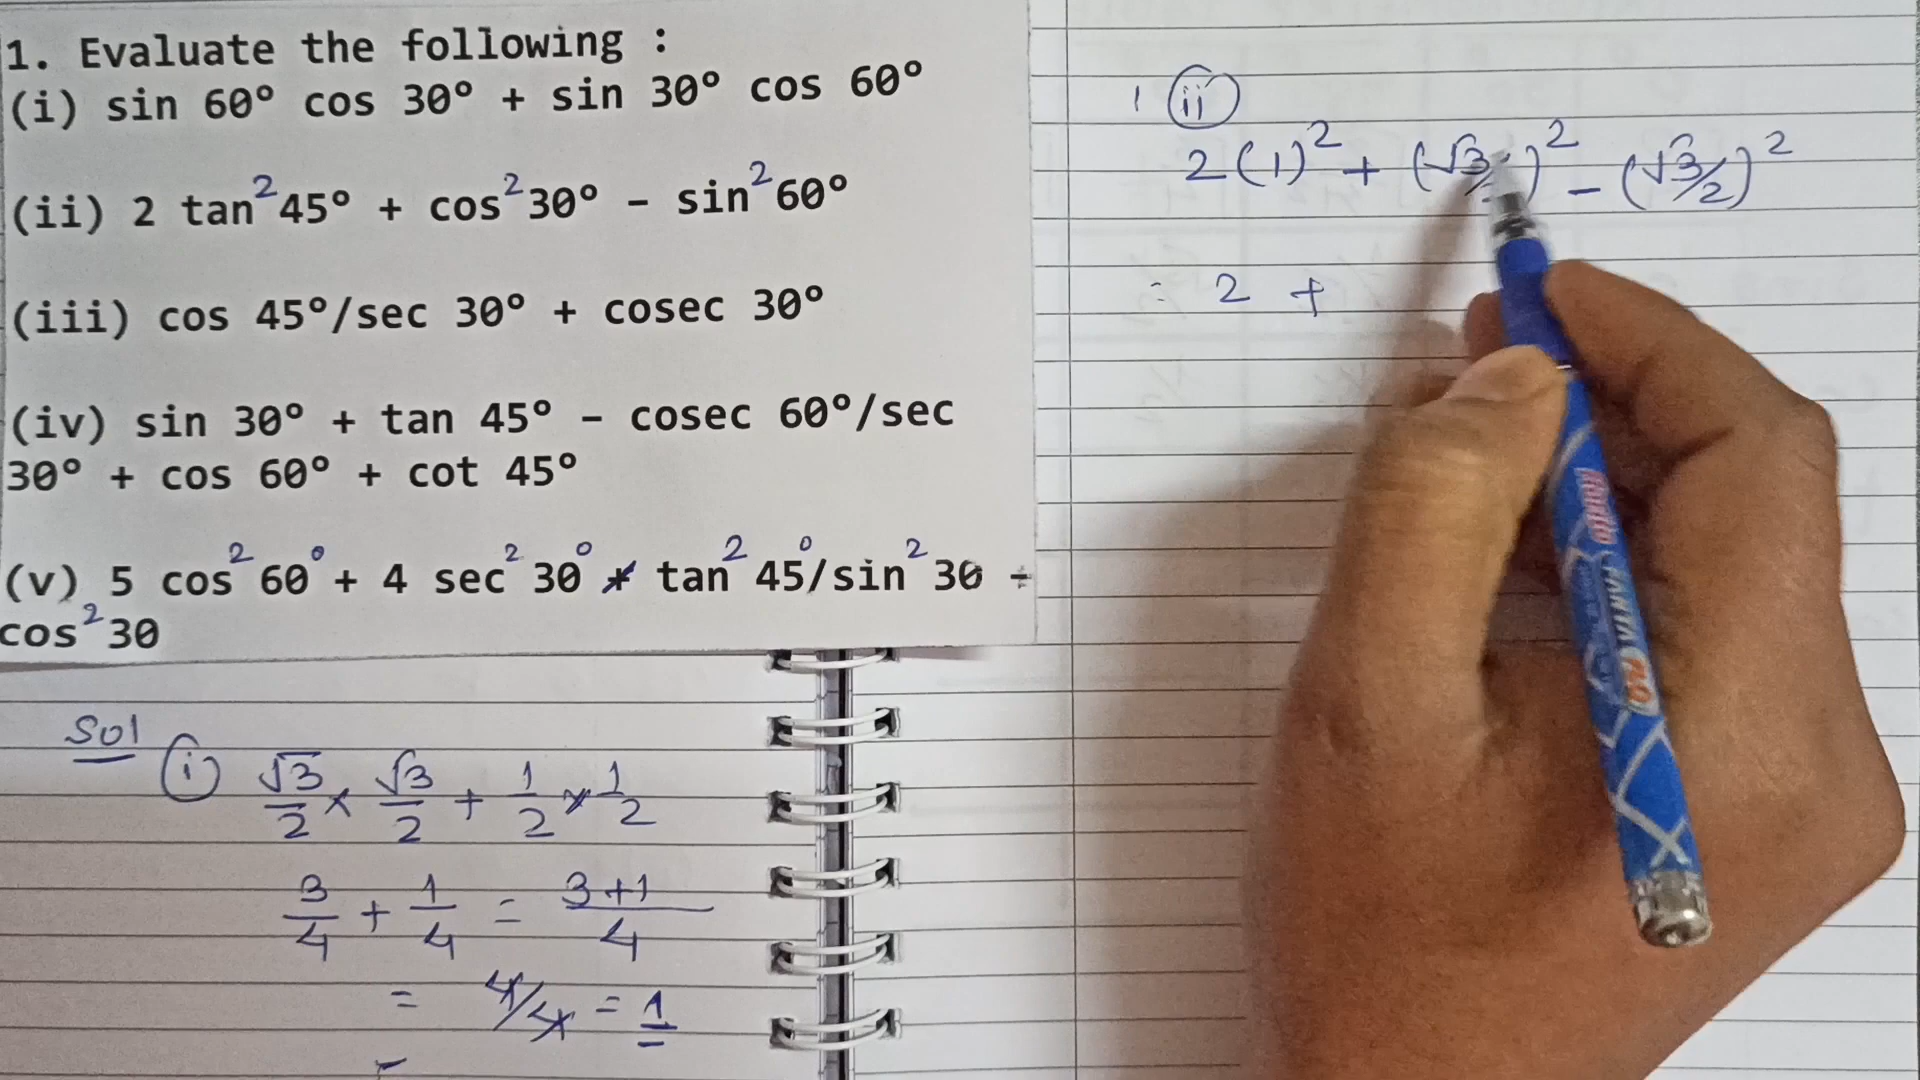 1. Evaluate the following :
(i) sin 60° cos 30° + sin 30° cos 60°
(ii) 2 tan²45° + cos²30° – sin²60°
(iii) cos 45°/sec 30° + cosec 30°
(iv) sin 30° + tan 45° – cosec 60°/sec
30° + cos 60° + cot 45°
(v) 5 cos²60° + 4 sec²30° - tan²45°/sin²30 +
cos²30
Sol (i) √3/2 × √3/2 + 1/2 × 1/2
3/4 + 1/4 = 3+1/4
= 4/4 = 1
1 (ii)
2(1)² + (√3/2)² – (√3/2)²
= 2 +